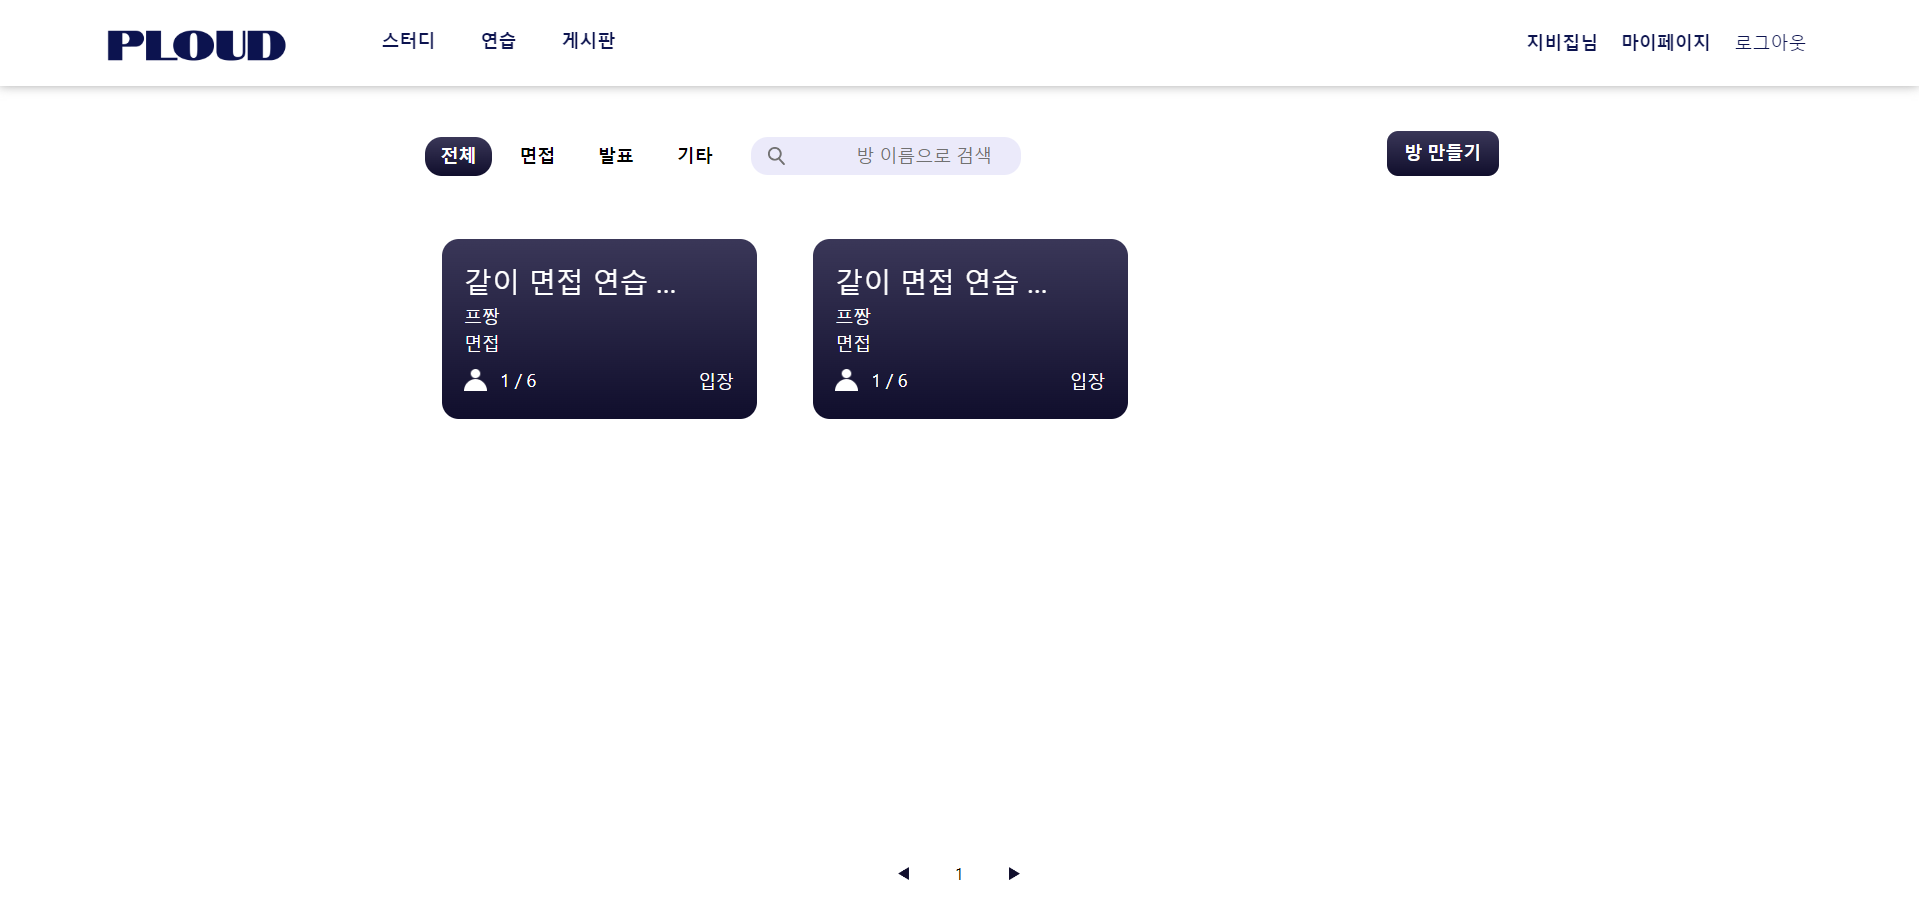 PLOUD
스터디 연습 게시판
지비집님 마이페이지 로그아웃
전체 면접 발표 기타 방 이름으로 검색 방 만들기
같이 면접 연습 ...
프짱
면접
1 / 6 입장
같이 면접 연습 ...
프짱
면접
1 / 6 입장
◀ 1 ▶